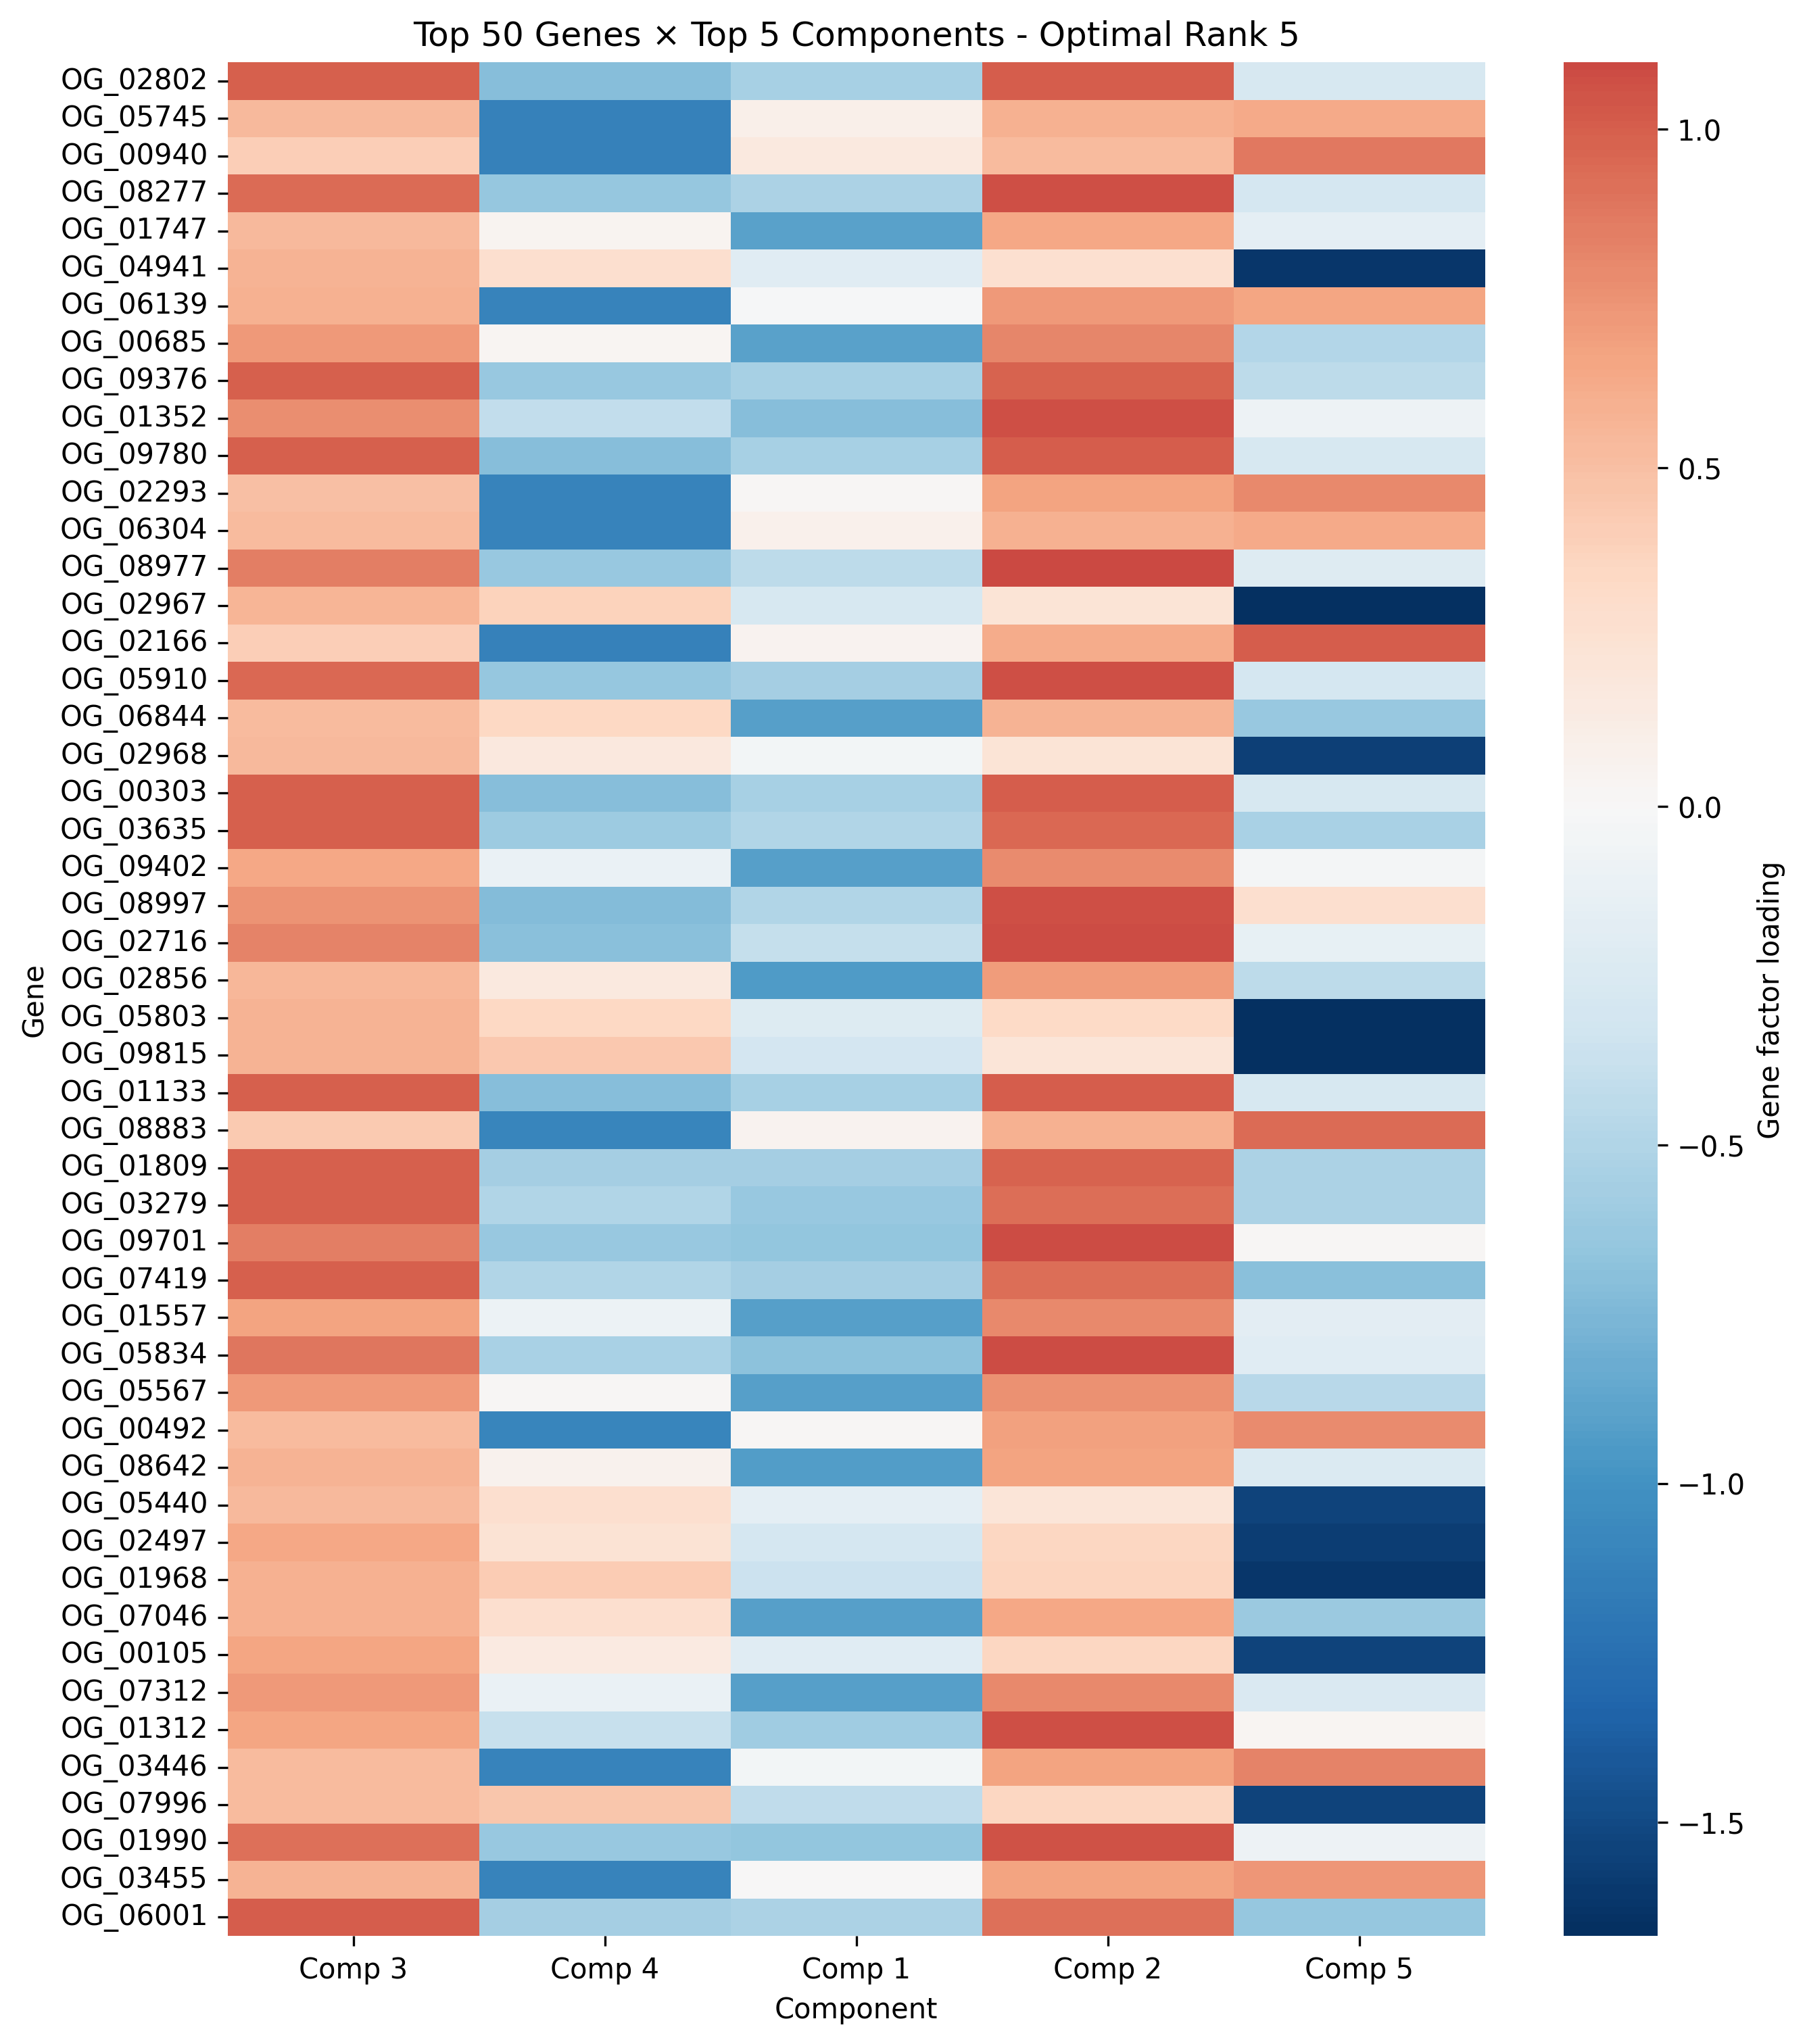 Top 50 Genes × Top 5 Components - Optimal Rank 5
Gene
OG_02802
OG_05745
OG_00940
OG_08277
OG_01747
OG_04941
OG_06139
OG_00685
OG_09376
OG_01352
OG_09780
OG_02293
OG_06304
OG_08977
OG_02967
OG_02166
OG_05910
OG_06844
OG_02968
OG_00303
OG_03635
OG_09402
OG_08997
OG_02716
OG_02856
OG_05803
OG_09815
OG_01133
OG_08883
OG_01809
OG_03279
OG_09701
OG_07419
OG_01557
OG_05834
OG_05567
OG_00492
OG_08642
OG_05440
OG_02497
OG_01968
OG_07046
OG_00105
OG_07312
OG_01312
OG_03446
OG_07996
OG_01990
OG_03455
OG_06001
Comp 3 Comp 4 Comp 1 Comp 2 Comp 5
Component
1.0
0.5
0.0
−0.5
−1.0
−1.5
Gene factor loading